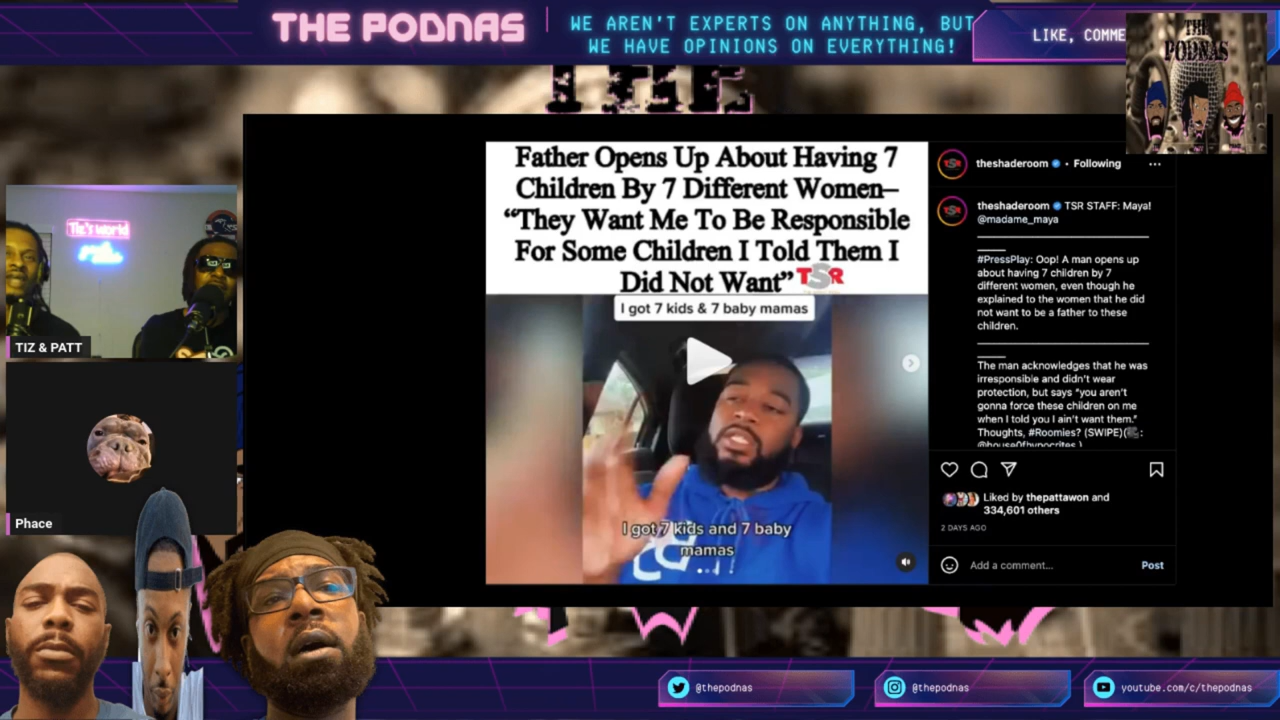 THE PODNAS
WE AREN'T EXPERTS ON ANYTHING, BUT
WE HAVE OPINIONS ON EVERYTHING!
LIKE, COMME
THE
PODNAS
THE
Father Opens Up About Having 7
Children By 7 Different Women–
“They Want Me To Be Responsible
For Some Children I Told Them I
Did Not Want” TSR
I got 7 kids & 7 baby mamas
I got 7 kids and 7 baby
mamas
theshaderoom • Following
theshaderoom TSR STAFF: Maya!
@madame_maya
#PressPlay: Oop! A man opens up
about having 7 children by 7
different women, even though he
explained to the women that he did
not want to be a father to these
children.
The man acknowledges that he was
irresponsible and didn't wear
protection, but says “you aren't
gonna force these children on me
when I told you I ain't want them.”
Thoughts, #Roomies? (SWIPE)( :
@house0fhypocrites )
Liked by thepattawon and
334,601 others
2 DAYS AGO
Add a comment...
Post
Tiz's World
TIZ & PATT
Phace
@thepodnas
@thepodnas
youtube.com/c/thepodnas